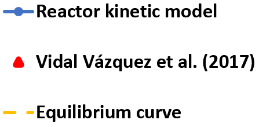 Reactor kinetic model
Vidal Vázquez et al. (2017)
Equilibrium curve